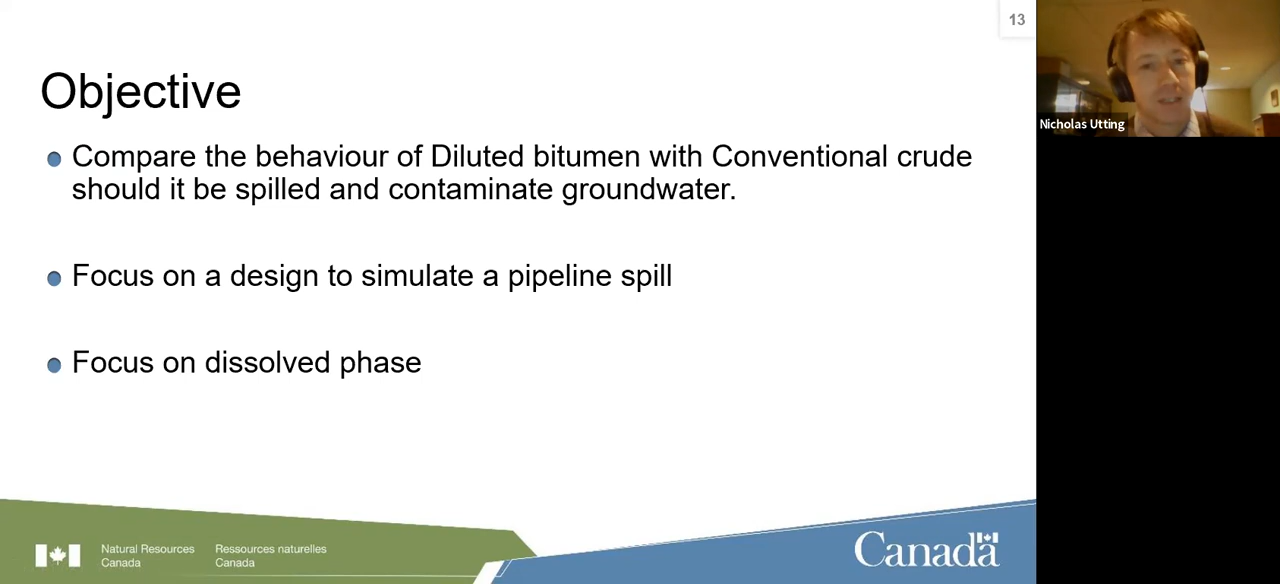 13
Objective
Compare the behaviour of Diluted bitumen with Conventional crude
should it be spilled and contaminate groundwater.
Focus on a design to simulate a pipeline spill
Focus on dissolved phase
Nicholas Utting
Natural Resources
Canada
Ressources naturelles
Canada
Canada